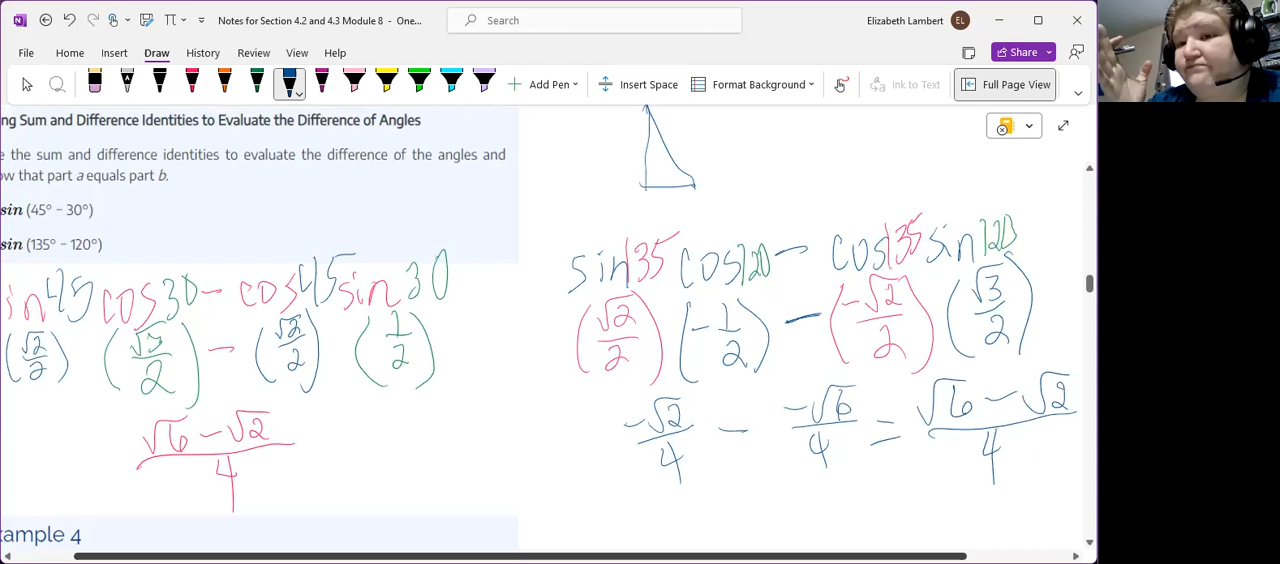 Notes for Section 4.2 and 4.3 Module 8 - One...
Search
Elizabeth Lambert
EL
File Home Insert Draw History Review View Help
Share
Add Pen
Insert Space
Format Background
Ink to Text
Full Page View
ng Sum and Difference Identities to Evaluate the Difference of Angles
e the sum and difference identities to evaluate the difference of the angles and
ow that part a equals part b.
sin (45° − 30°)
sin (135° − 120°)
in 45 cos 30 - cos 45 sin 30
(√2/2) (√3/2) - (√2/2) (1/2)
(√6 - √2)/4
sin 135 cos 120 - cos 135 sin 120
(√2/2) (-1/2) - (-√2/2) (√3/2)
-√2/4 - -√6/4 = (√6 - √2)/4
xample 4